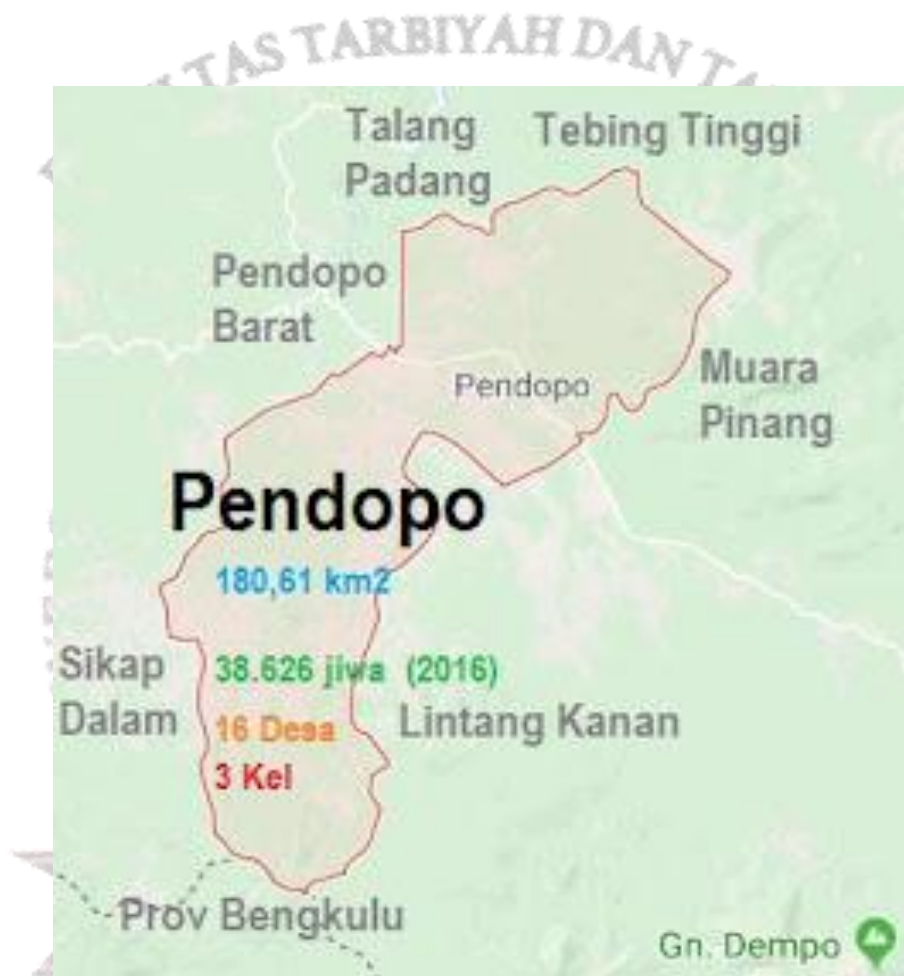 TAS TARBIYAH DAN TA
Talang
Padang
Tebing Tinggi
Pendopo
Barat
Muara
Pinang
Pendopo
Pendopo
180,61 km2
Sikap
Dalam
38.626 jiwa (2016)
16 Desa
3 Kel
Lintang Kanan
Prov Bengkulu
Gn. Dempo